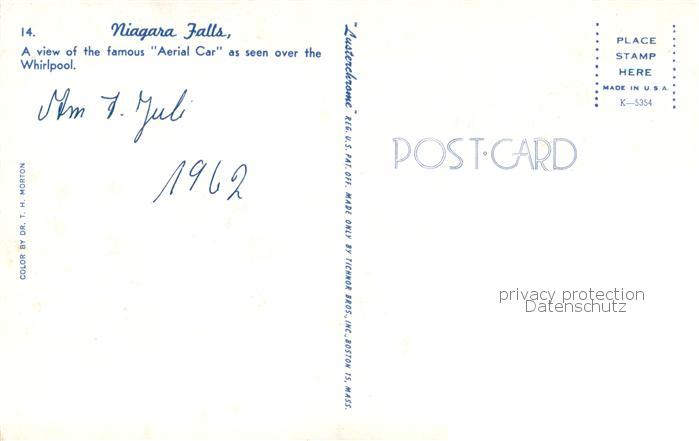 14. Niagara Falls,
A view of the famous "Aerial Car" as seen over the
Whirlpool.
Am 7. Juli
1962
COLOR BY DR. T. H. MORTON
"Lusterchrome" REG. U. S. PAT. OFF. MADE ONLY BY TICHNOR BROS., INC., BOSTON 15, MASS.
PLACE
STAMP
HERE
MADE IN U.S.A.
K—5354
POST·CARD
privacy protection
Datenschutz